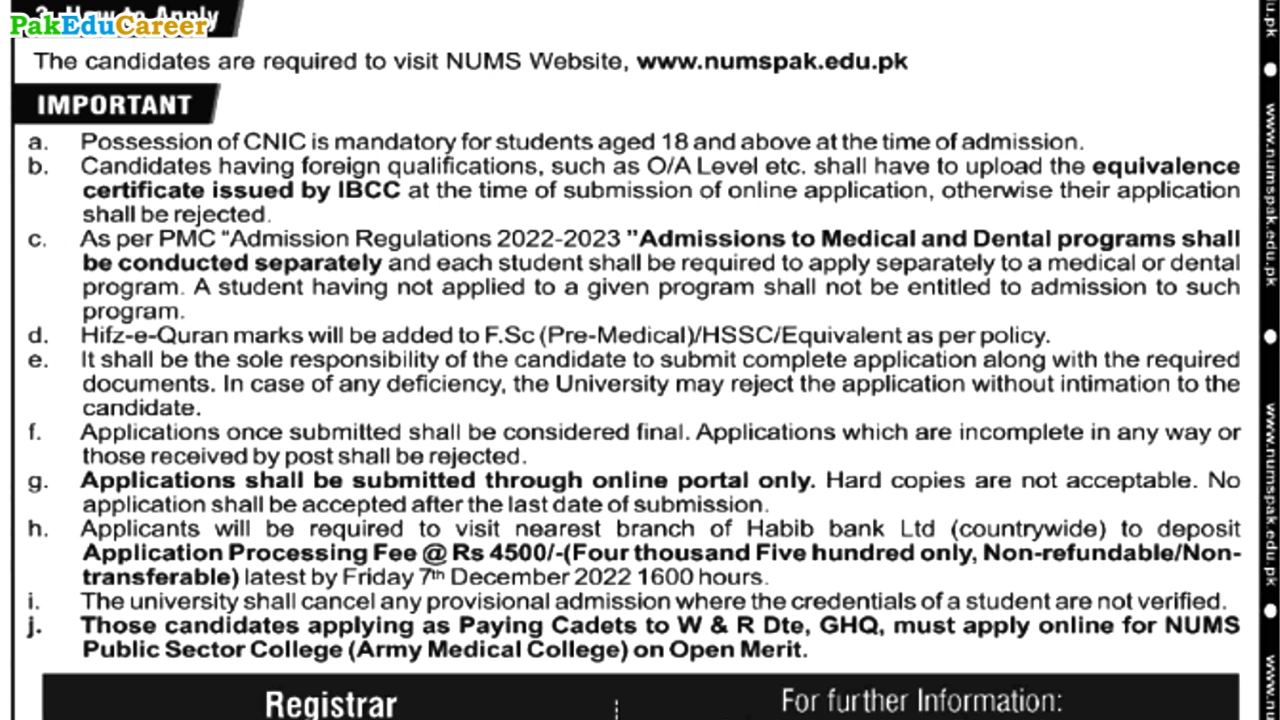 3. How to Apply
PakEduCareer
The candidates are required to visit NUMS Website, www.numspak.edu.pk
IMPORTANT
a. Possession of CNIC is mandatory for students aged 18 and above at the time of admission.
b. Candidates having foreign qualifications, such as O/A Level etc. shall have to upload the equivalence
certificate issued by IBCC at the time of submission of online application, otherwise their application
shall be rejected.
c. As per PMC “Admission Regulations 2022-2023 ”Admissions to Medical and Dental programs shall
be conducted separately and each student shall be required to apply separately to a medical or dental
program. A student having not applied to a given program shall not be entitled to admission to such
program.
d. Hifz-e-Quran marks will be added to F.Sc (Pre-Medical)/HSSC/Equivalent as per policy.
e. It shall be the sole responsibility of the candidate to submit complete application along with the required
documents. In case of any deficiency, the University may reject the application without intimation to the
candidate.
f. Applications once submitted shall be considered final. Applications which are incomplete in any way or
those received by post shall be rejected.
g. Applications shall be submitted through online portal only. Hard copies are not acceptable. No
application shall be accepted after the last date of submission.
h. Applicants will be required to visit nearest branch of Habib bank Ltd (countrywide) to deposit
Application Processing Fee @ Rs 4500/-(Four thousand Five hundred only, Non-refundable/Non-
transferable) latest by Friday 7th December 2022 1600 hours.
i. The university shall cancel any provisional admission where the credentials of a student are not verified.
j. Those candidates applying as Paying Cadets to W & R Dte, GHQ, must apply online for NUMS
Public Sector College (Army Medical College) on Open Merit.
Registrar
For further Information:
du.pk
www.numspak.edu.pk
www.numspak.edu.pk
www.nu